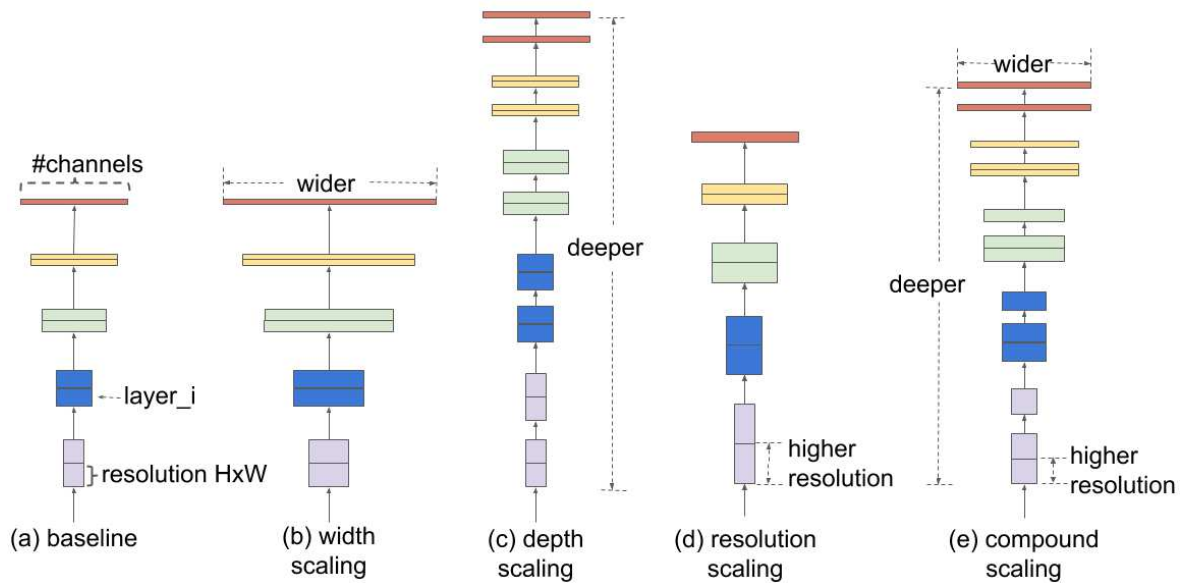 #channels
layer_i
resolution HxW
(a) baseline
wider
(b) width
scaling
deeper
(c) depth
scaling
higher
resolution
(d) resolution
scaling
wider
deeper
higher
resolution
(e) compound
scaling